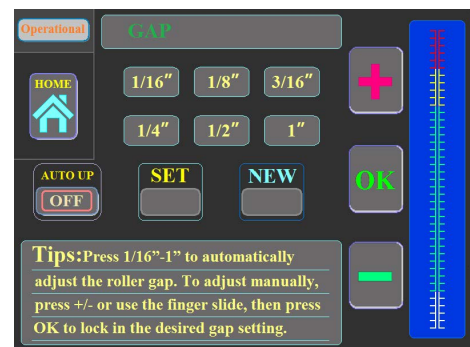 Operational
GAP
HOME
1/16″ 1/8″ 3/16″
1/4″ 1/2″ 1″
AUTO UP
OFF
SET
NEW
OK
Tips:Press 1/16”-1” to automatically
adjust the roller gap. To adjust manually,
press +/- or use the finger slide, then press
OK to lock in the desired gap setting.